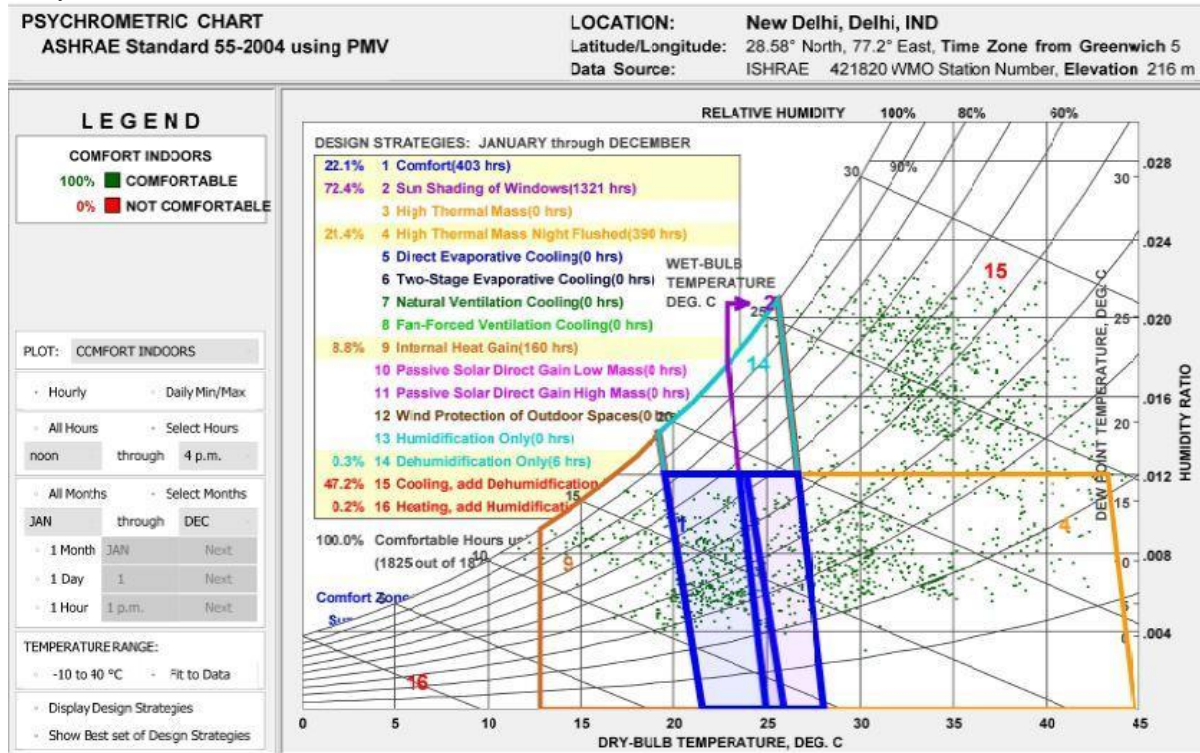 PSYCHROMETRIC CHART
ASHRAE Standard 55-2004 using PMV
LOCATION: New Delhi, Delhi, IND
Latitude/Longitude: 28.58° North, 77.2° East, Time Zone from Greenwich 5
Data Source: ISHRAE 421820 WMO Station Number, Elevation 216 m
LEGEND
COMFORT INDOORS
100% COMFORTABLE
0% NOT COMFORTABLE
PLOT: COMFORT INDOORS
Hourly Daily Min/Max
All Hours Select Hours
noon through 4 p.m.
All Months Select Months
JAN through DEC
1 Month JAN Next
1 Day 1 Next
1 Hour 1 p.m. Next
TEMPERATURE RANGE:
-10 to 40 °C Fit to Data
Display Design Strategies
Show Best set of Design Strategies
RELATIVE HUMIDITY 100% 80% 60%
90%
DESIGN STRATEGIES: JANUARY through DECEMBER
22.1% 1 Comfort(403 hrs)
72.4% 2 Sun Shading of Windows(1321 hrs)
3 High Thermal Mass(0 hrs)
21.4% 4 High Thermal Mass Night Flushed(390 hrs)
5 Direct Evaporative Cooling(0 hrs)
6 Two-Stage Evaporative Cooling(0 hrs)
7 Natural Ventilation Cooling(0 hrs)
8 Fan-Forced Ventilation Cooling(0 hrs)
8.8% 9 Internal Heat Gain(160 hrs)
10 Passive Solar Direct Gain Low Mass(0 hrs)
11 Passive Solar Direct Gain High Mass(0 hrs)
12 Wind Protection of Outdoor Spaces(0
13 Humidification Only(0 hrs)
0.3% 14 Dehumidification Only(6 hrs)
47.2% 15 Cooling, add Dehumidification
0.2% 16 Heating, add Humidificati
100.0% Comfortable Hours u
(1825 out of 18
Comfort Zone
WET-BULB
TEMPERATURE
DEG. C
5
10
15
20
25
30
1
2
4
9
14
15
16
DEW POINT TEMPERATURE, DEG. C
30
25
20
15
0
HUMIDITY RATIO
.028
.024
.020
.016
.012
.008
.004
0 5 10 15 20 25 30 35 40 45
DRY-BULB TEMPERATURE, DEG. C